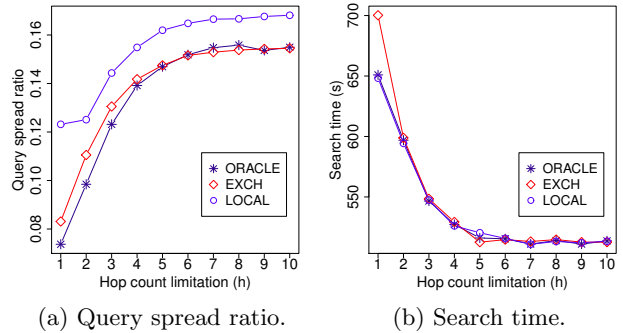 Query spread ratio
0.16
0.14
0.12
0.10
0.08
ORACLE
EXCH
LOCAL
1 2 3 4 5 6 7 8 9 10
Hop count limitation (h)
(a) Query spread ratio.
Search time (s)
700
650
600
550
ORACLE
EXCH
LOCAL
1 2 3 4 5 6 7 8 9 10
Hop count limitation (h)
(b) Search time.